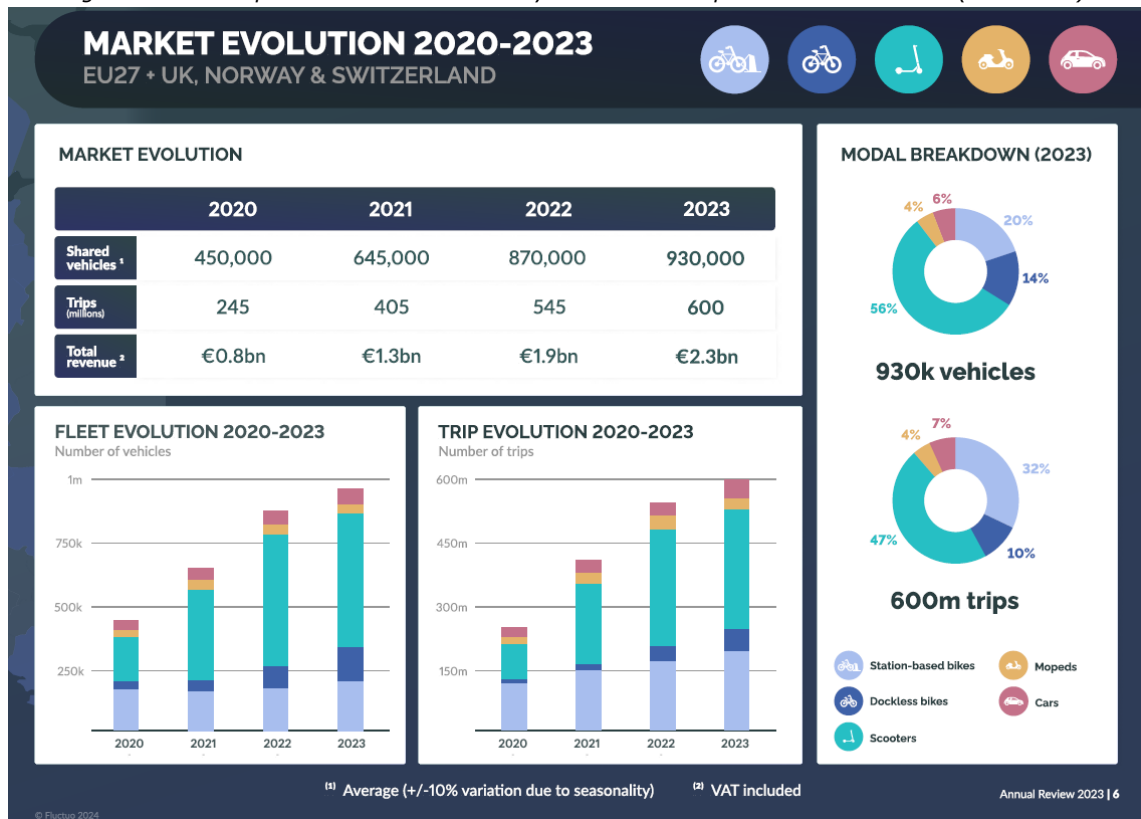 MARKET EVOLUTION 2020-2023
EU27 + UK, NORWAY & SWITZERLAND
MARKET EVOLUTION
2020 2021 2022 2023
Shared vehicles ¹ 450,000 645,000 870,000 930,000
Trips (millions) 245 405 545 600
Total revenue ² €0.8bn €1.3bn €1.9bn €2.3bn
FLEET EVOLUTION 2020-2023
Number of vehicles
1m
750k
500k
250k
2020 2021 2022 2023
TRIP EVOLUTION 2020-2023
Number of trips
600m
450m
300m
150m
2020 2021 2022 2023
MODAL BREAKDOWN (2023)
4% 6% 20%
14%
56%
930k vehicles
4% 7% 32%
47% 10%
600m trips
Station-based bikes Mopeds
Dockless bikes Cars
Scooters
⁽¹⁾ Average (+/-10% variation due to seasonality) ⁽²⁾ VAT included
Annual Review 2023 | 6
© Fluctuo 2024